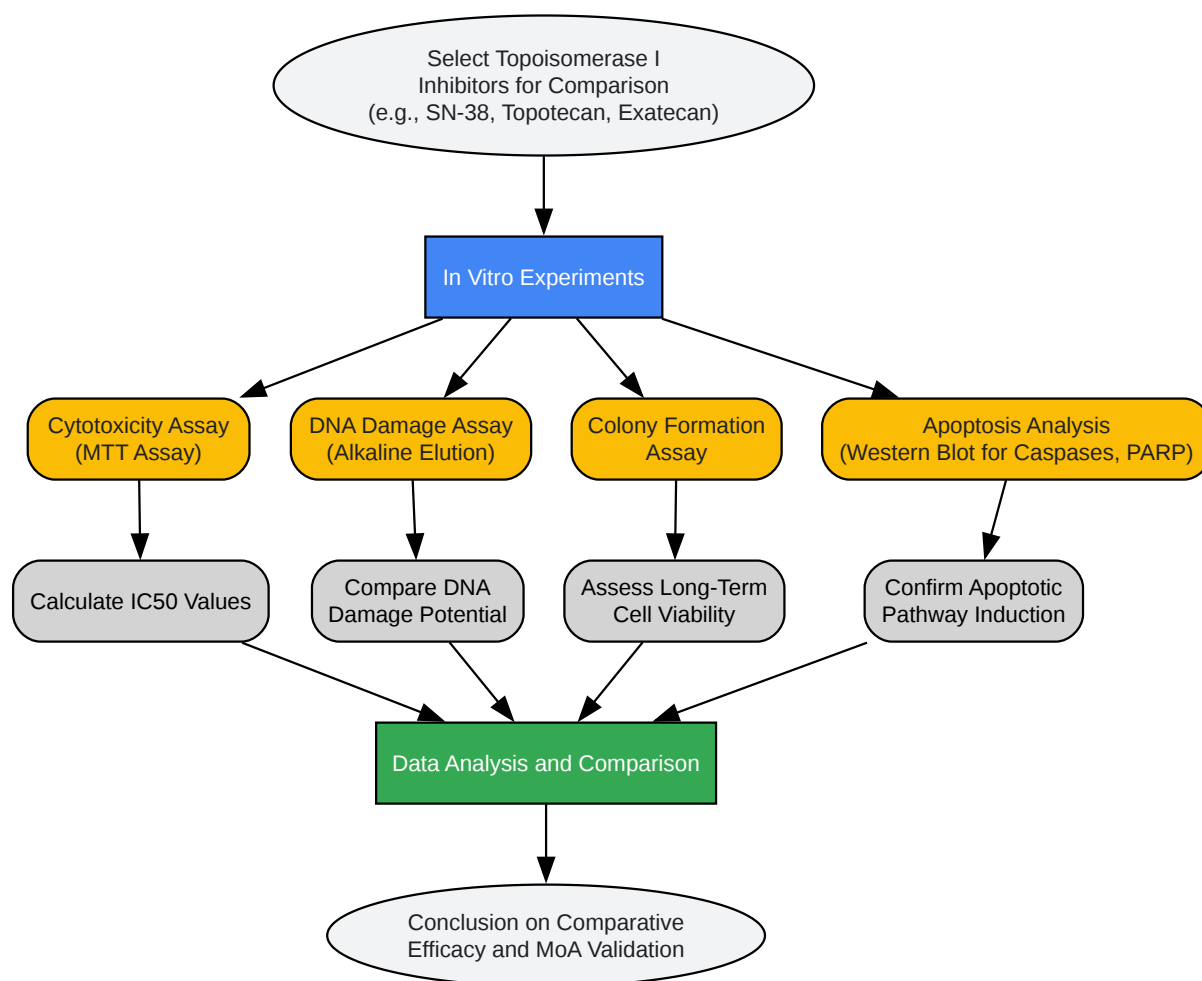 Select Topoisomerase I
Inhibitors for Comparison
(e.g., SN-38, Topotecan, Exatecan)
In Vitro Experiments
Cytotoxicity Assay
(MTT Assay)
DNA Damage Assay
(Alkaline Elution)
Colony Formation
Assay
Apoptosis Analysis
(Western Blot for Caspases, PARP)
Calculate IC50 Values
Compare DNA
Damage Potential
Assess Long-Term
Cell Viability
Confirm Apoptotic
Pathway Induction
Data Analysis and Comparison
Conclusion on Comparative
Efficacy and MoA Validation